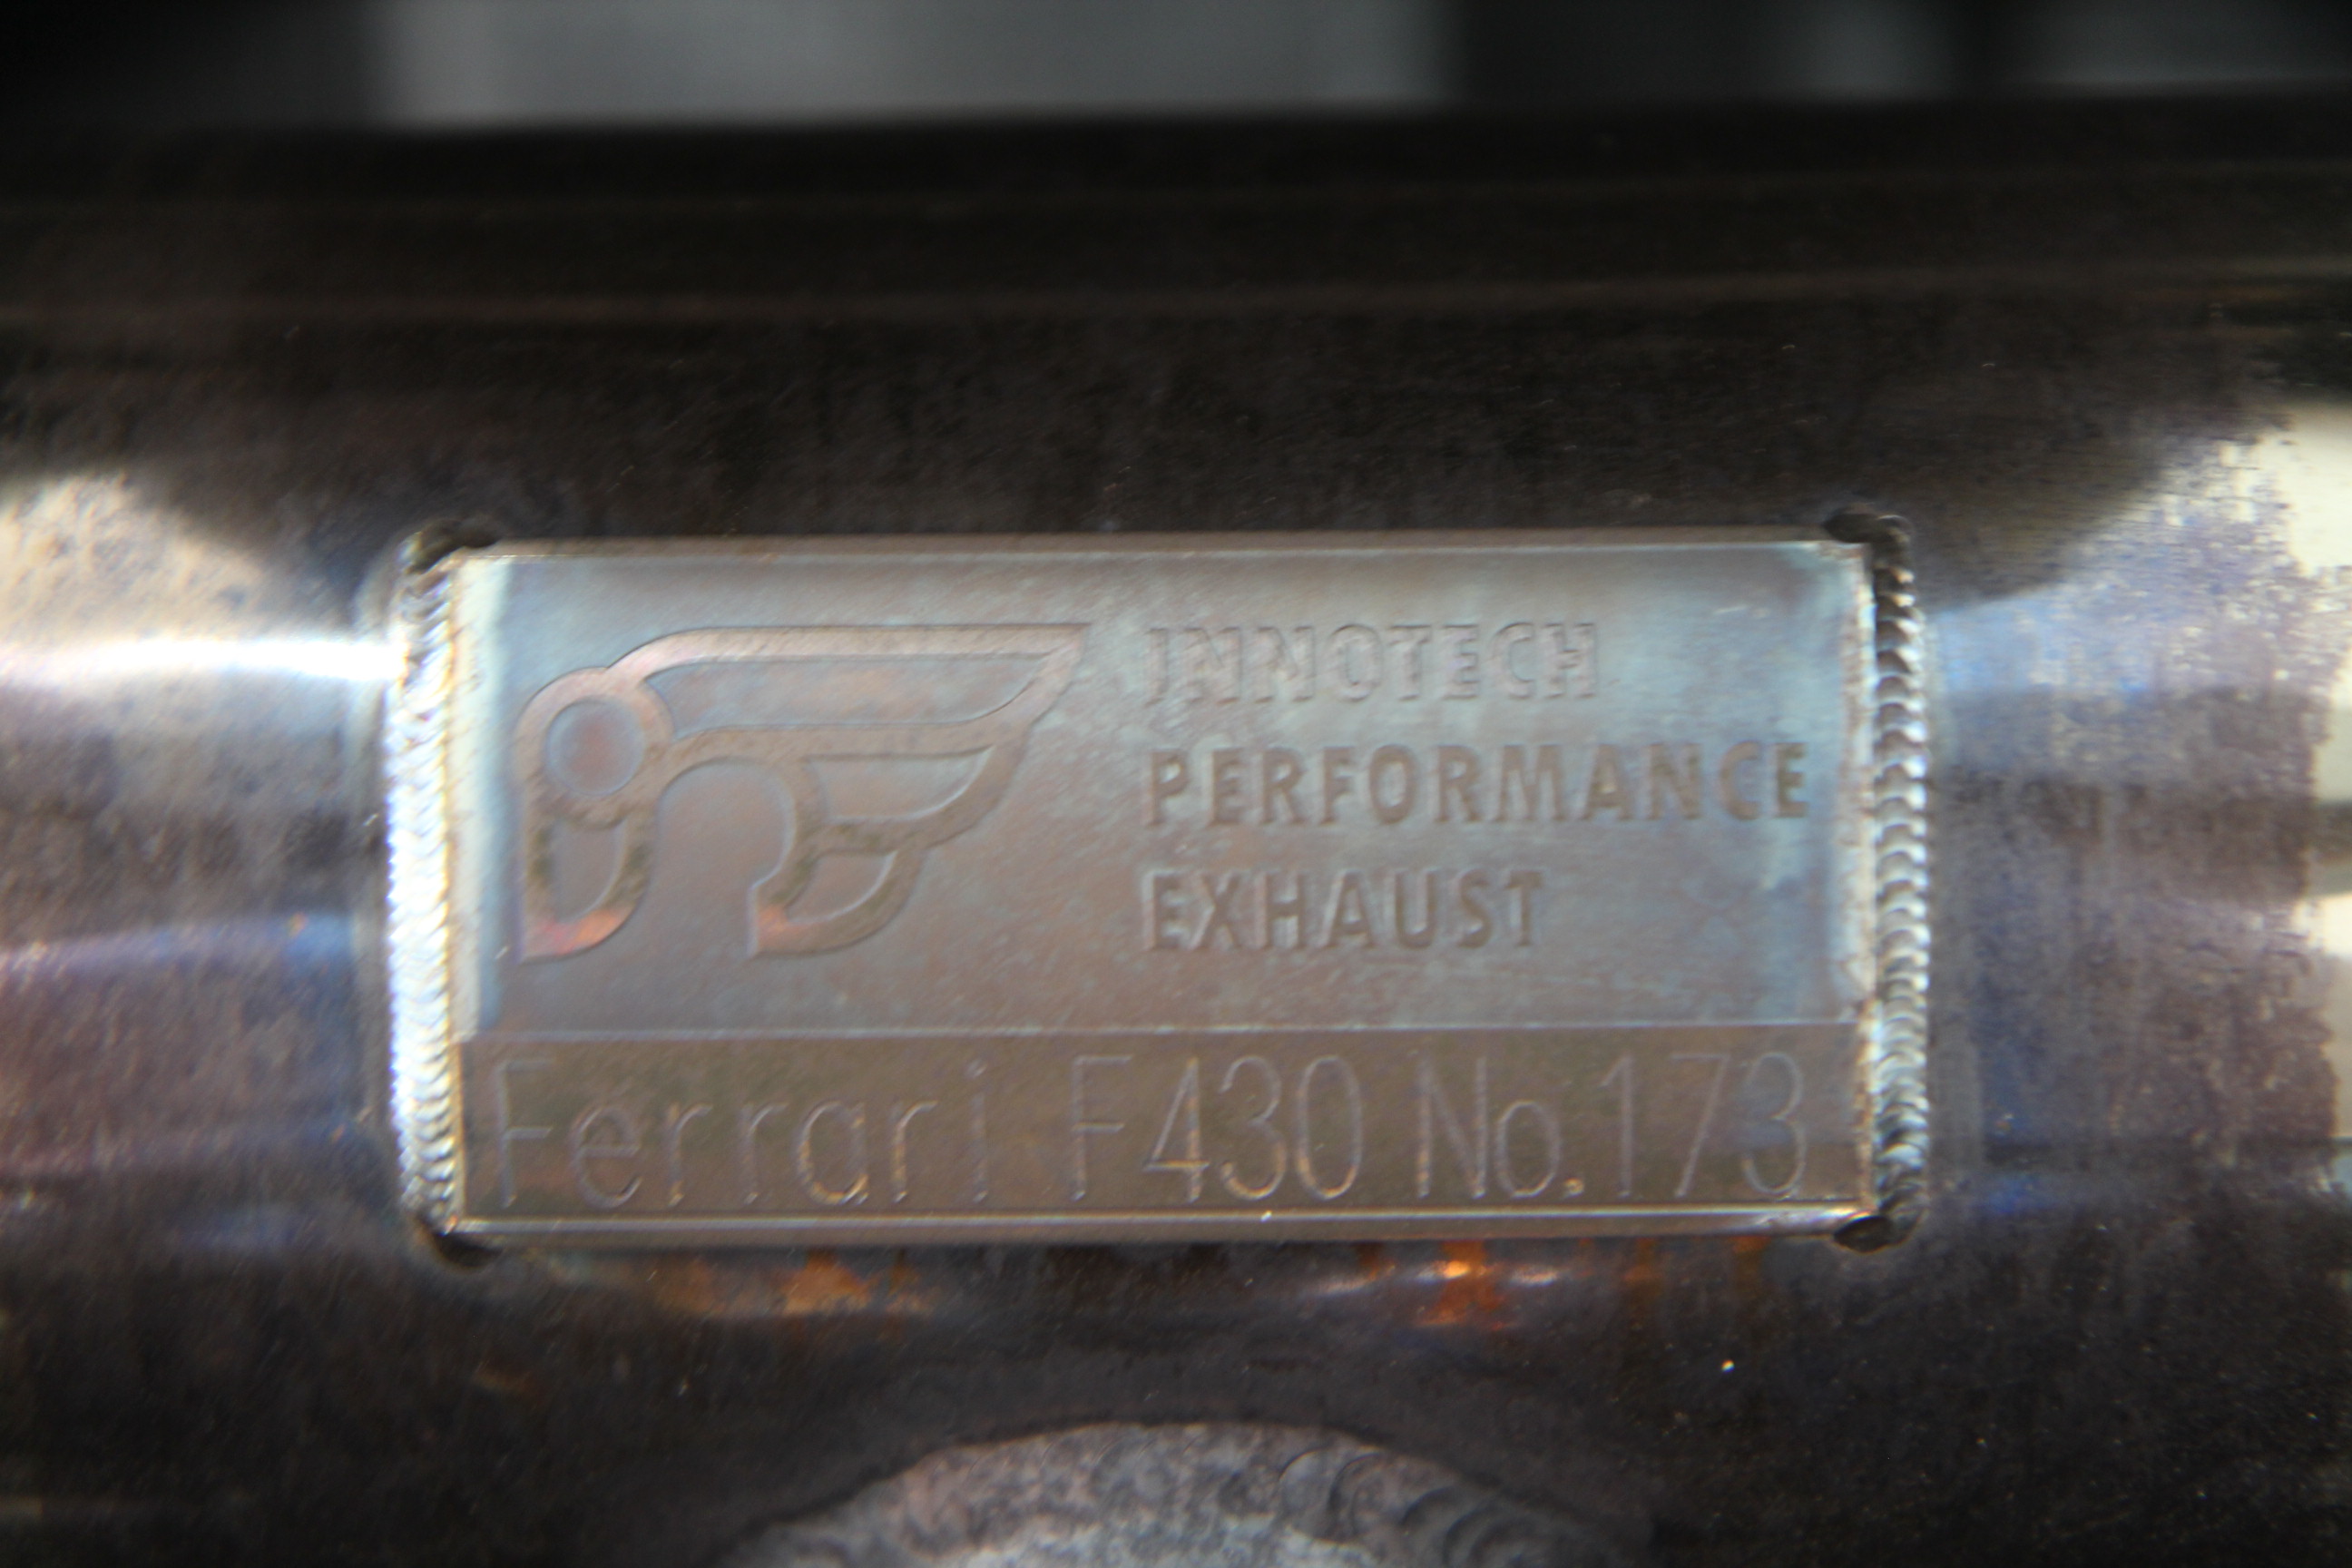 INNOTECH
PERFORMANCE
EXHAUST
Ferrari F430 No.173